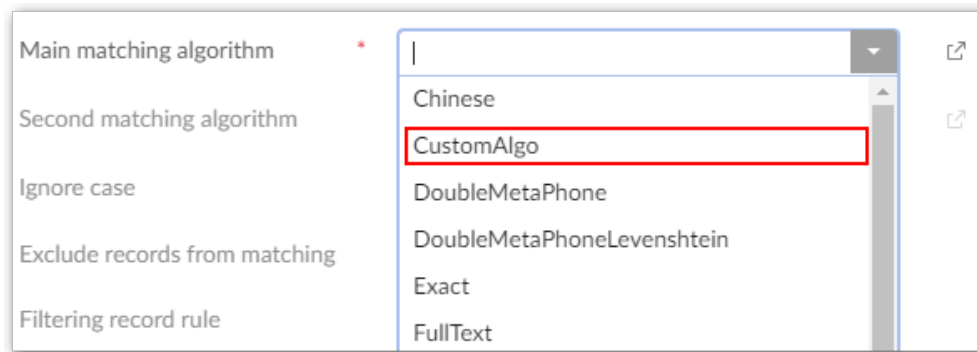 Main matching algorithm *
Chinese
Second matching algorithm
CustomAlgo
Ignore case
DoubleMetaPhone
Exclude records from matching
DoubleMetaPhoneLevenshtein
Exact
Filtering record rule
FullText